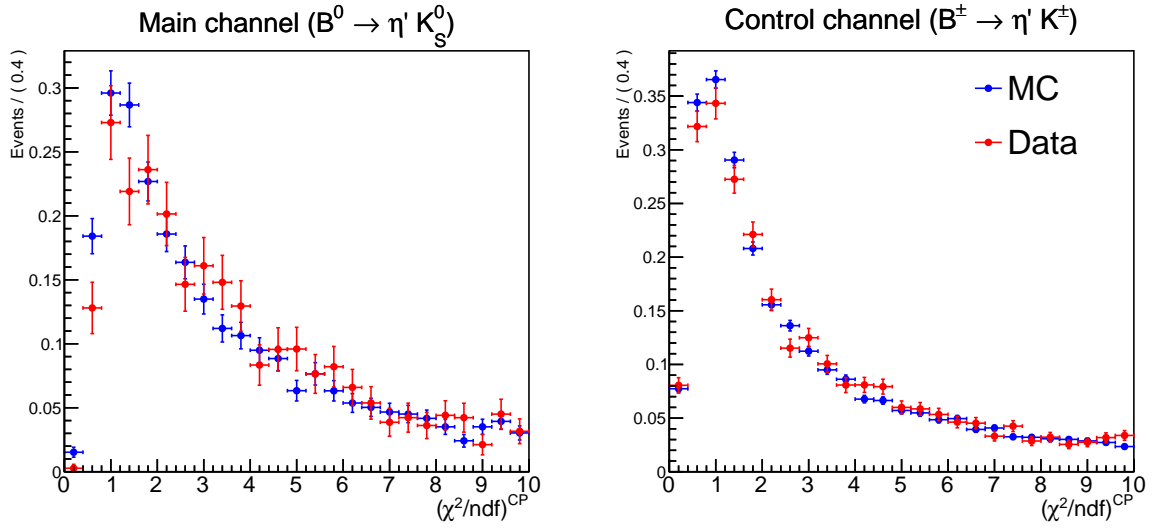 Main channel (B⁰ → η' K⁰_S)
Events / ( 0.4 )
0.3
0.25
0.2
0.15
0.1
0.05
0
0 1 2 3 4 5 6 7 8 9 10
(χ²/ndf)^CP
Control channel (B^± → η' K^±)
Events / ( 0.4 )
0.35
0.3
0.25
0.2
0.15
0.1
0.05
0
MC
Data
0 1 2 3 4 5 6 7 8 9 10
(χ²/ndf)^CP